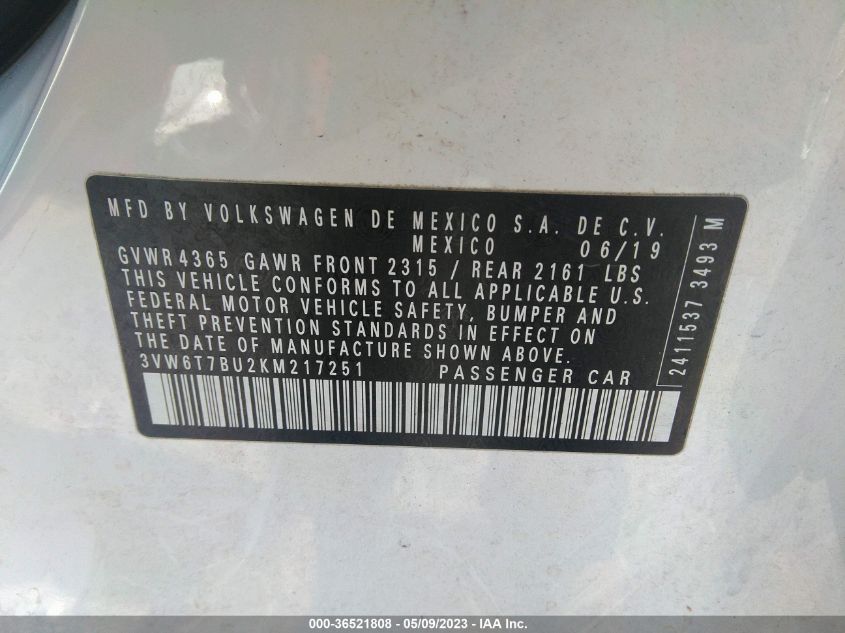 MFD BY VOLKSWAGEN DE MEXICO S.A. DE C.V.
MEXICO 06/19
GVWR 4365 GAWR FRONT 2315 / REAR 2161 LBS
THIS VEHICLE CONFORMS TO ALL APPLICABLE U.S.
FEDERAL MOTOR VEHICLE SAFETY, BUMPER AND
THEFT PREVENTION STANDARDS IN EFFECT ON
THE DATE OF MANUFACTURE SHOWN ABOVE.
3VW6T7BU2KM217251 PASSENGER CAR
2411537 3493 M
000-36521808 - 05/09/2023 - IAA Inc.